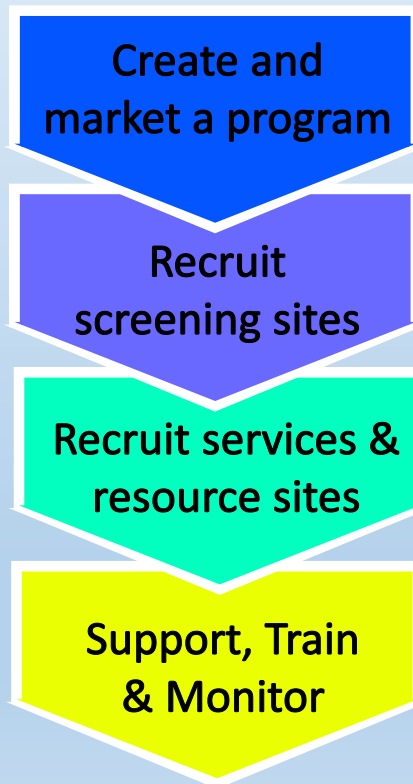 Create and
market a program
Recruit
screening sites
Recruit services &
resource sites
Support, Train
& Monitor